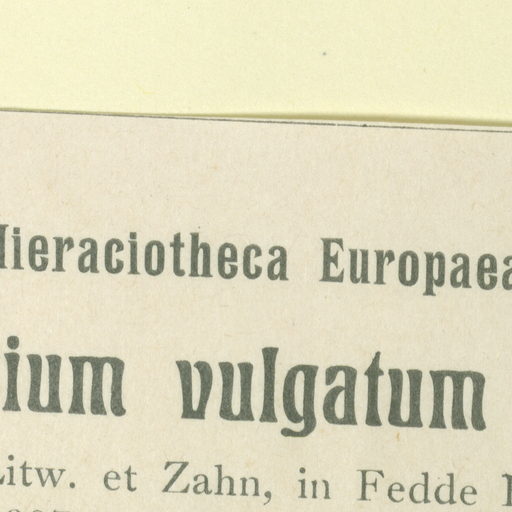 Hieraciotheca Europaea
ium vulgatum
Litw. et Zahn, in Fedde